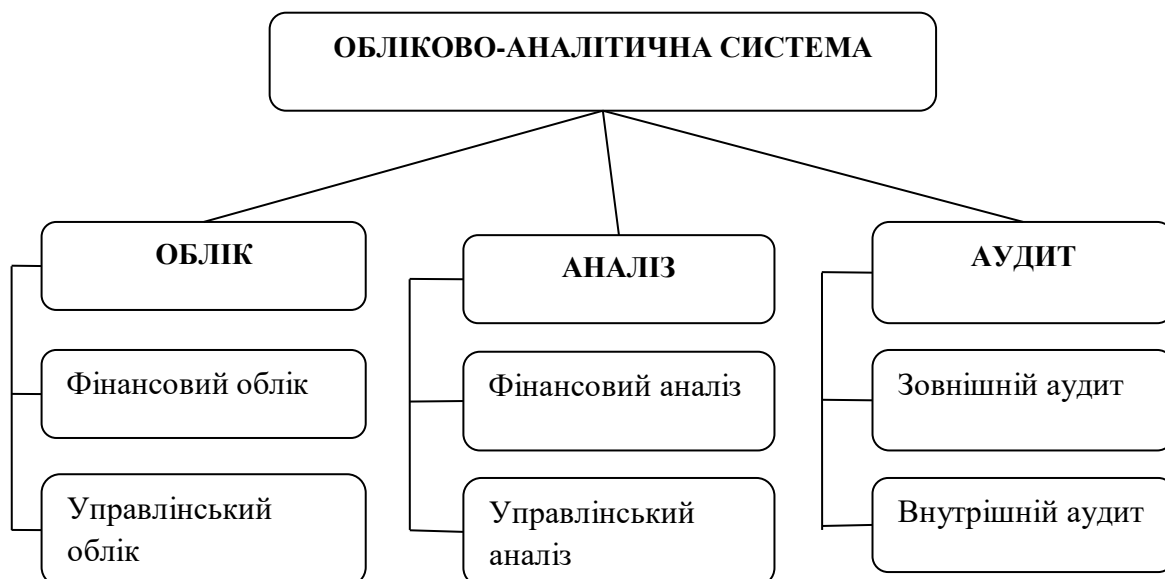 ОБЛІКОВО-АНАЛІТИЧНА СИСТЕМА
ОБЛІК
АНАЛІЗ
АУДИТ
Фінансовий облік
Фінансовий аналіз
Зовнішній аудит
Управлінський
облік
Управлінський
аналіз
Внутрішній аудит